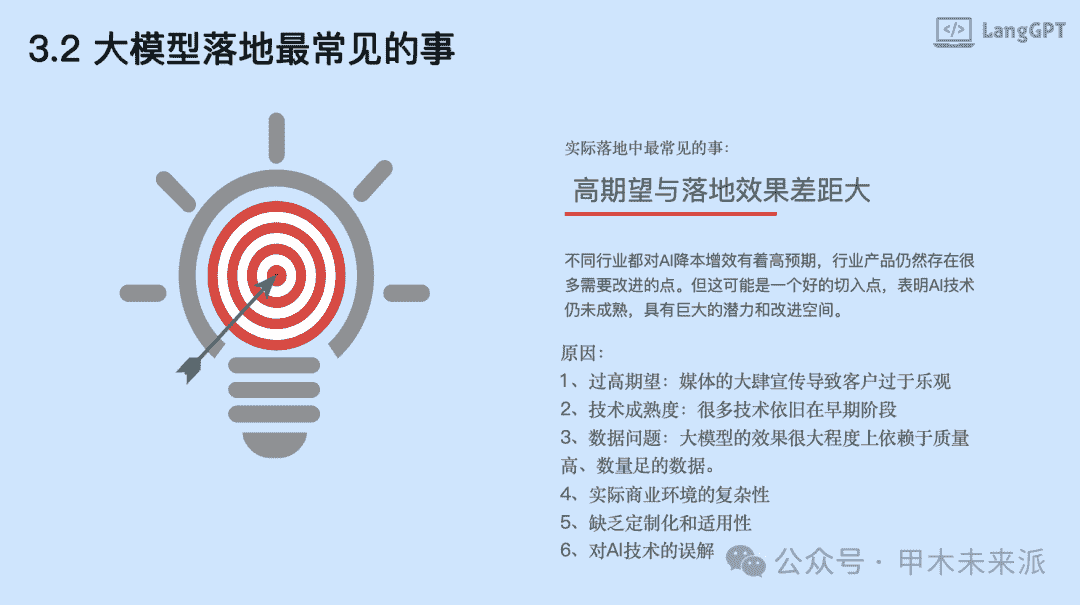 3.2 大模型落地最常见的事
</> LangGPT
实际落地中最常见的事：
高期望与落地效果差距大
不同行业都对AI降本增效有着高预期，行业产品仍然存在很
多需要改进的点。但这可能是一个好的切入点，表明AI技术
仍未成熟，具有巨大的潜力和改进空间。
原因：
1、过高期望：媒体的大肆宣传导致客户过于乐观
2、技术成熟度：很多技术依旧在早期阶段
3、数据问题：大模型的效果很大程度上依赖于质量
高、数量足的数据。
4、实际商业环境的复杂性
5、缺乏定制化和适用性
6、对AI技术的误解
公众号·甲木未来派